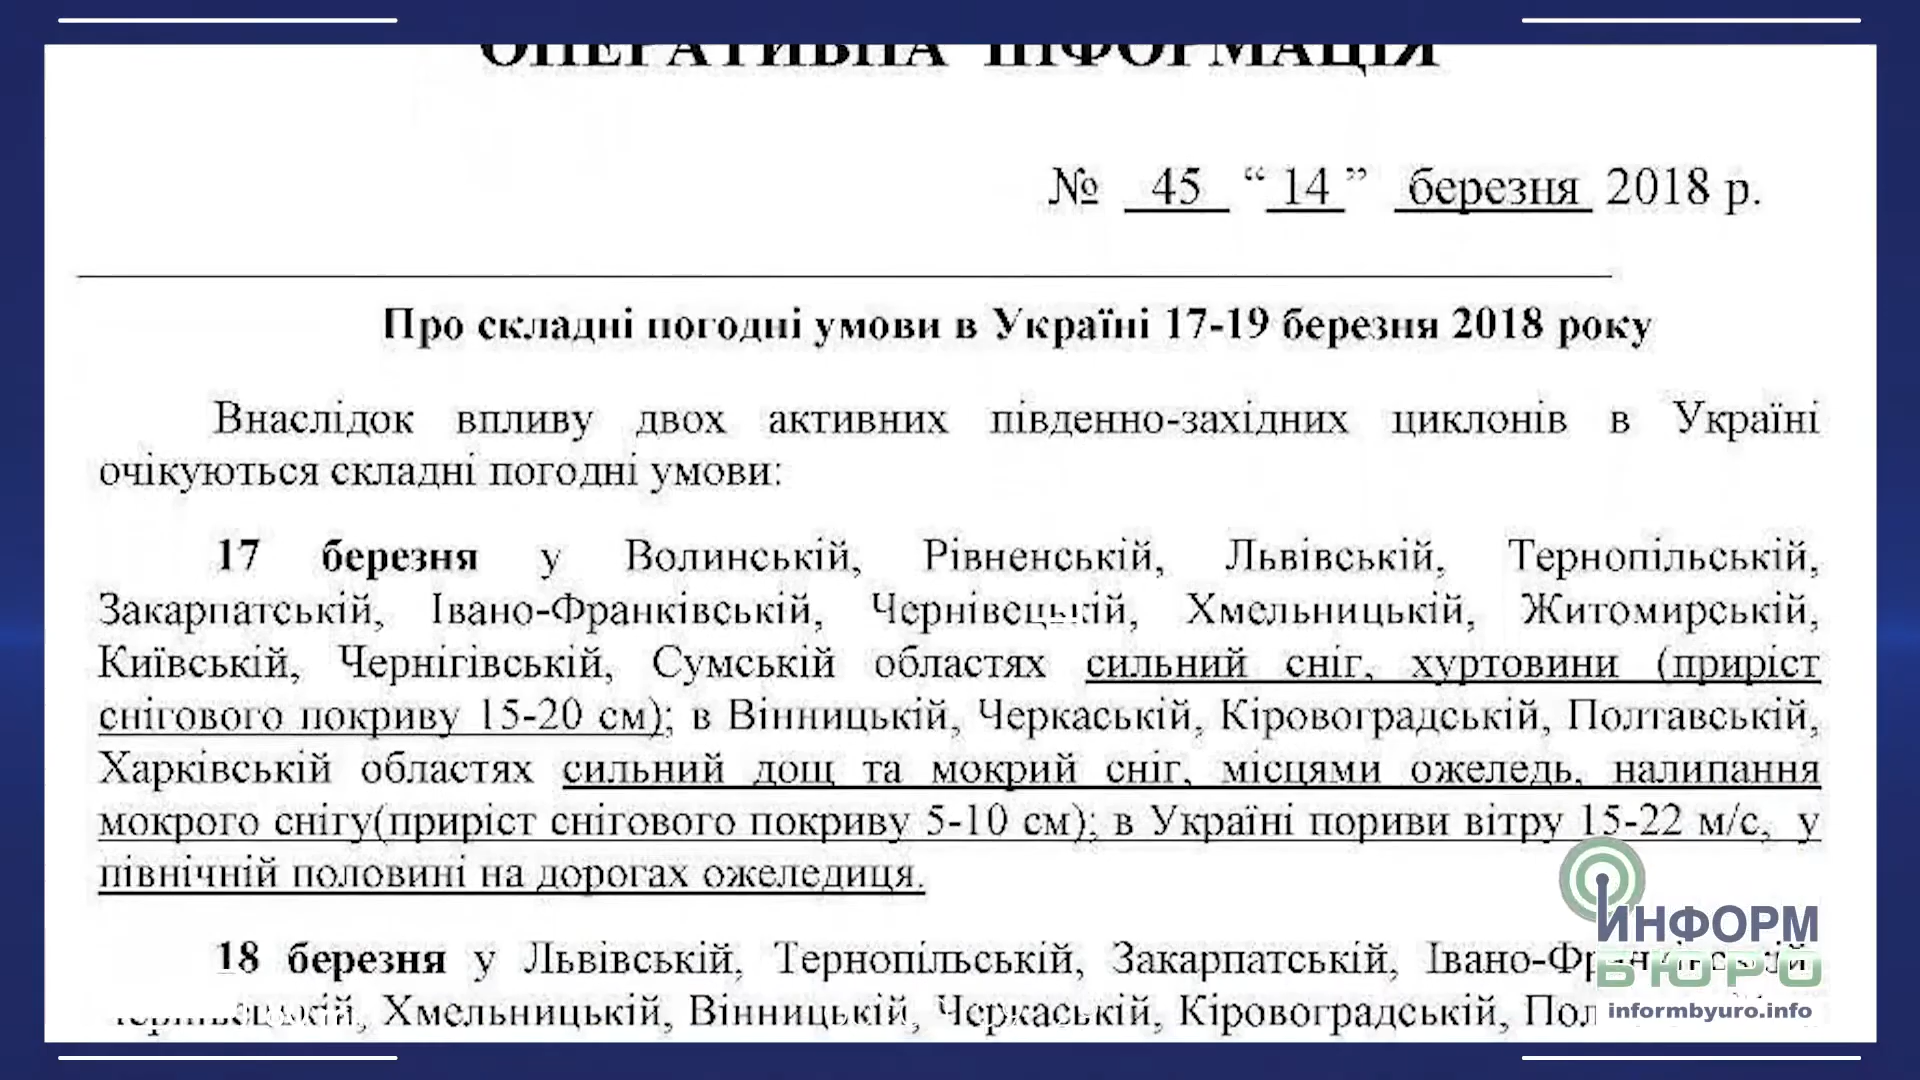 ОПЕРАТИВНА ІНФОРМАЦІЯ
№ 45 “ 14 ” березня 2018 р.
Про складні погодні умови в Україні 17-19 березня 2018 року
Внаслідок впливу двох активних південно-західних циклонів в Україні
очікуються складні погодні умови:
17 березня у Волинській, Рівненській, Львівській, Тернопільській,
Закарпатській, Івано-Франківській, Чернівецькій, Хмельницькій, Житомирській,
Київській, Чернігівській, Сумській областях сильний сніг, хуртовини (приріст
снігового покриву 15-20 см); в Вінницькій, Черкаській, Кіровоградській, Полтавській,
Харківській областях сильний дощ та мокрий сніг, місцями ожеледь, налипання
мокрого снігу(приріст снігового покриву 5-10 см); в Україні пориви вітру 15-22 м/с, у
північній половині на дорогах ожеледиця.
18 березня у Львівській, Тернопільській, Закарпатській, Івано-Франківській,
Хмельницькій, Вінницькій, Черкаській, Кіровоградській,
ИНФОРМ
БЮРО
informbyuro.info